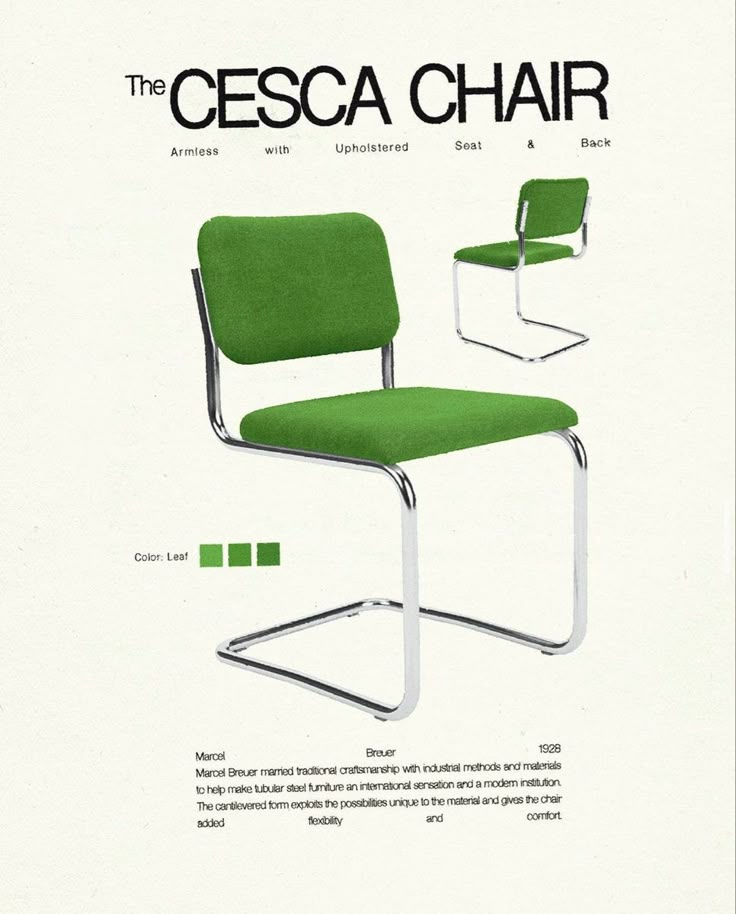 The CESCA CHAIR
Armless with Upholstered Seat & Back
Color: Leaf
Marcel Breuer 1928
Marcel Breuer married traditional craftsmanship with industrial methods and materials
to help make tubular steel furniture an international sensation and a modern institution.
The cantilevered form exploits the possibilities unique to the material and gives the chair
added flexibility and comfort.